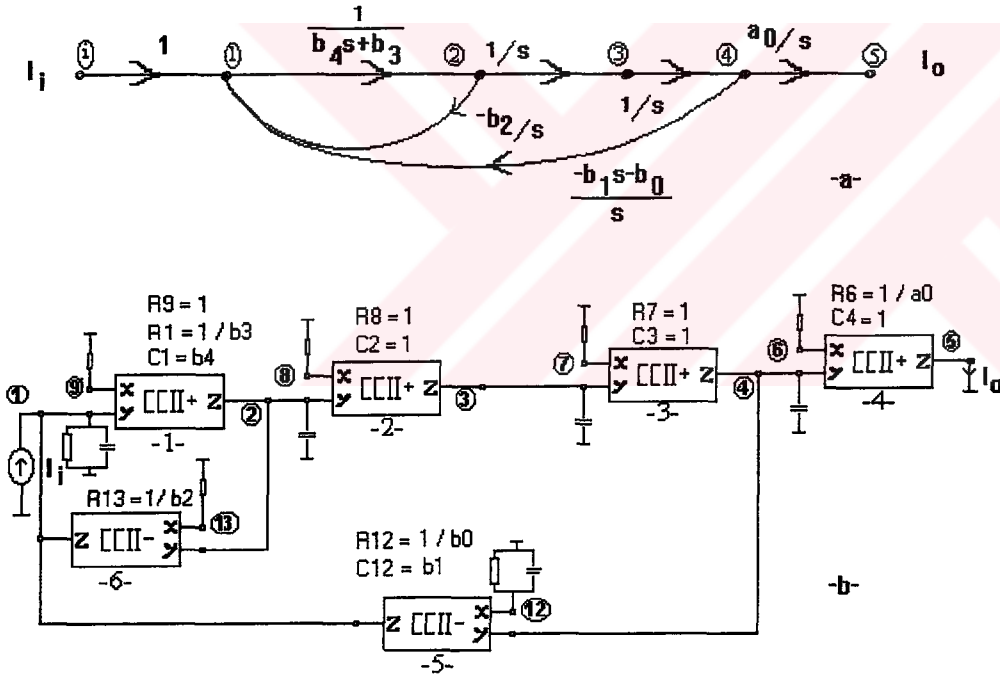 1
1
b4s+b3
1/s
a0/s
i
1
2
3
4
5
Ii
Io
-b2/s
1/s
-b1s-b0
s
-a-
R9 = 1
R1 = 1 / b3
C1 = b4
R8 = 1
C2 = 1
R7 = 1
C3 = 1
R6 = 1 / a0
C4 = 1
9
X
Y
CCII+
Z
-1-
8
X
Y
CCII+
Z
-2-
7
X
Y
CCII+
Z
-3-
6
X
Y
CCII+
Z
-4-
1
2
3
4
5
Io
Ii
R13 = 1/ b2
Z
CCII-
X
Y
13
-6-
R12 = 1 / b0
C12 = b1
Z
CCII-
X
Y
12
-5-
-b-